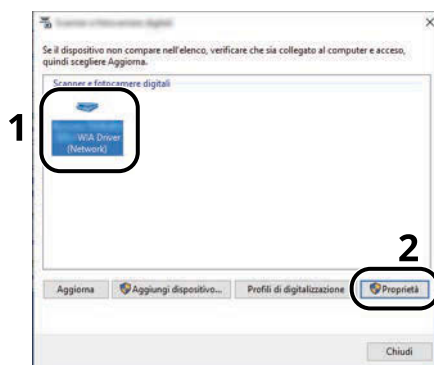 Se il dispositivo non compare nell'elenco, verificare che sia collegato al computer e acceso,
quindi scegliere Aggiorna.
Scanner e fotocamere digitali
1
WIA Driver
(Network)
2
Aggiorna
Aggiungi dispositivo...
Profili di digitalizzazione
Proprietà
Chiudi